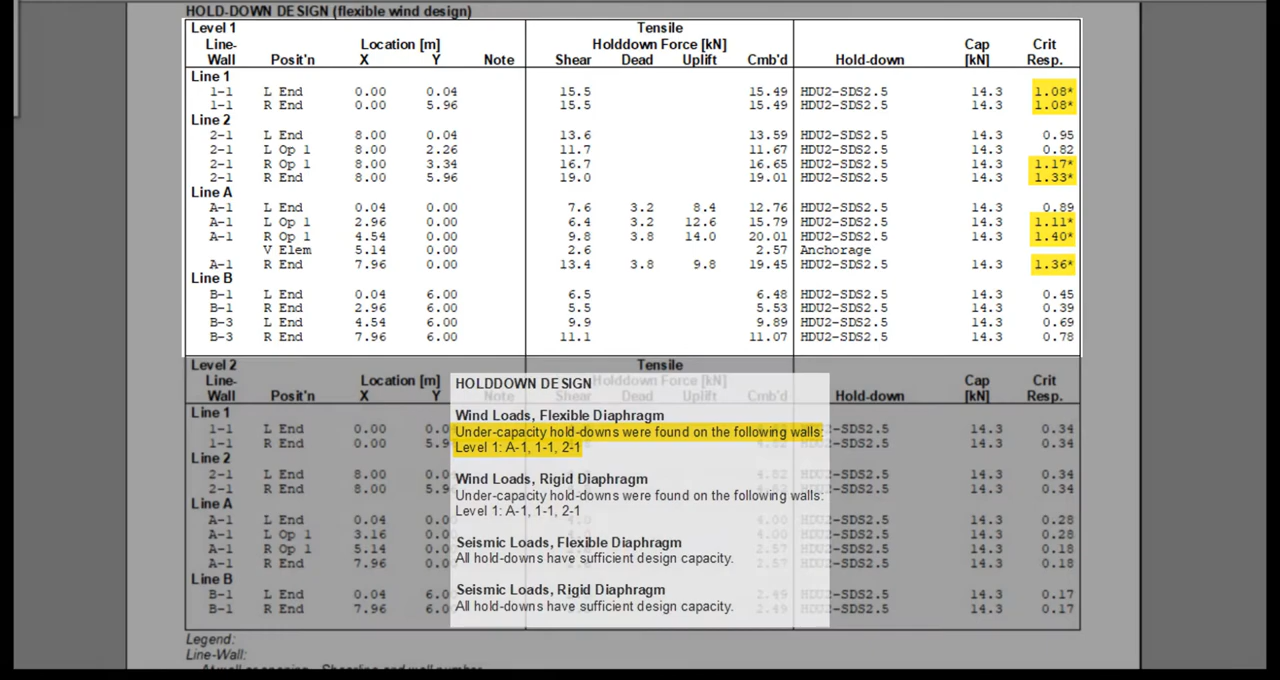 HOLD-DOWN DESIGN (flexible wind design)
Level 1 Tensile
Line- Location [m] Holddown Force [kN] Cap Crit
Wall Posit'n X Y Note Shear Dead Uplift Cmb'd Hold-down [kN] Resp.
Line 1
1-1 L End 0.00 0.04 15.5 15.49 HDU2-SDS2.5 14.3 1.08*
1-1 R End 0.00 5.96 15.5 15.49 HDU2-SDS2.5 14.3 1.08*
Line 2
2-1 L End 8.00 0.04 13.6 13.59 HDU2-SDS2.5 14.3 0.95
2-1 L Op 1 8.00 2.26 11.7 11.67 HDU2-SDS2.5 14.3 0.82
2-1 R Op 1 8.00 3.34 16.7 16.65 HDU2-SDS2.5 14.3 1.17*
2-1 R End 8.00 5.96 19.0 19.01 HDU2-SDS2.5 14.3 1.33*
Line A
A-1 L End 0.04 0.00 7.6 3.2 8.4 12.76 HDU2-SDS2.5 14.3 0.89
A-1 L Op 1 2.96 0.00 6.4 3.2 12.6 15.79 HDU2-SDS2.5 14.3 1.11*
A-1 R Op 1 4.54 0.00 9.8 3.8 14.0 20.01 HDU2-SDS2.5 14.3 1.40*
V Elem 5.14 0.00 2.6 2.57 Anchorage
A-1 R End 7.96 0.00 13.4 3.8 9.8 19.45 HDU2-SDS2.5 14.3 1.36*
Line B
B-1 L End 0.04 6.00 6.5 6.48 HDU2-SDS2.5 14.3 0.45
B-1 R End 2.96 6.00 5.5 5.53 HDU2-SDS2.5 14.3 0.39
B-3 L End 4.54 6.00 9.9 9.89 HDU2-SDS2.5 14.3 0.69
B-3 R End 7.96 6.00 11.1 11.07 HDU2-SDS2.5 14.3 0.78
Level 2 Tensile
Line- Location [m] Holddown Force [kN] Cap Crit
Wall Posit'n X Y Note Shear Dead Uplift Cmb'd Hold-down [kN] Resp.
Line 1
1-1 L End 0.00 14.3 0.34
1-1 R End 0.00 14.3 0.34
Line 2
2-1 L End 8.00 4.82 14.3 0.34
2-1 R End 8.00 14.3 0.34
Line A
A-1 L End 0.04 4.0 4.00 14.3 0.28
A-1 L Op 1 3.16 4.00 14.3 0.28
A-1 R Op 1 5.14 2.57 14.3 0.18
A-1 R End 7.96 2.57 14.3 0.18
Line B
B-1 L End 0.04 2.49 14.3 0.17
B-1 R End 7.96 2.49 14.3 0.17
Legend:
Line-Wall:
HOLDDOWN DESIGN
Wind Loads, Flexible Diaphragm
Under-capacity hold-downs were found on the following walls:
Level 1: A-1, 1-1, 2-1
Wind Loads, Rigid Diaphragm
Under-capacity hold-downs were found on the following walls:
Level 1: A-1, 1-1, 2-1
Seismic Loads, Flexible Diaphragm
All hold-downs have sufficient design capacity.
Seismic Loads, Rigid Diaphragm
All hold-downs have sufficient design capacity.